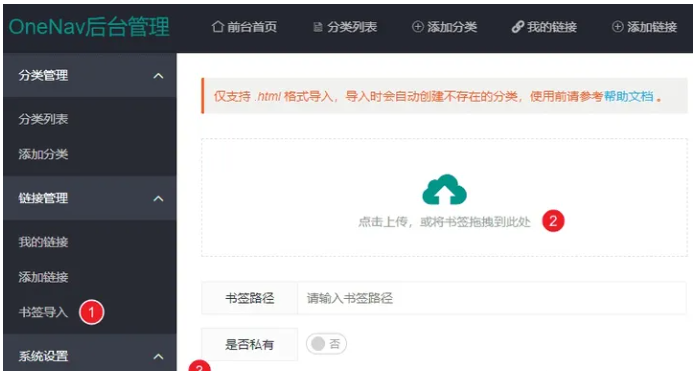 OneNav后台管理
前台首页 分类列表 添加分类 我的链接 添加链接
分类管理
分类列表
添加分类
链接管理
我的链接
添加链接
书签导入 1
系统设置
仅支持 .html 格式导入，导入时会自动创建不存在的分类，使用前请参考帮助文档 。
点击上传，或将书签拖拽到此处 2
书签路径 请输入书签路径
是否私有 否
3